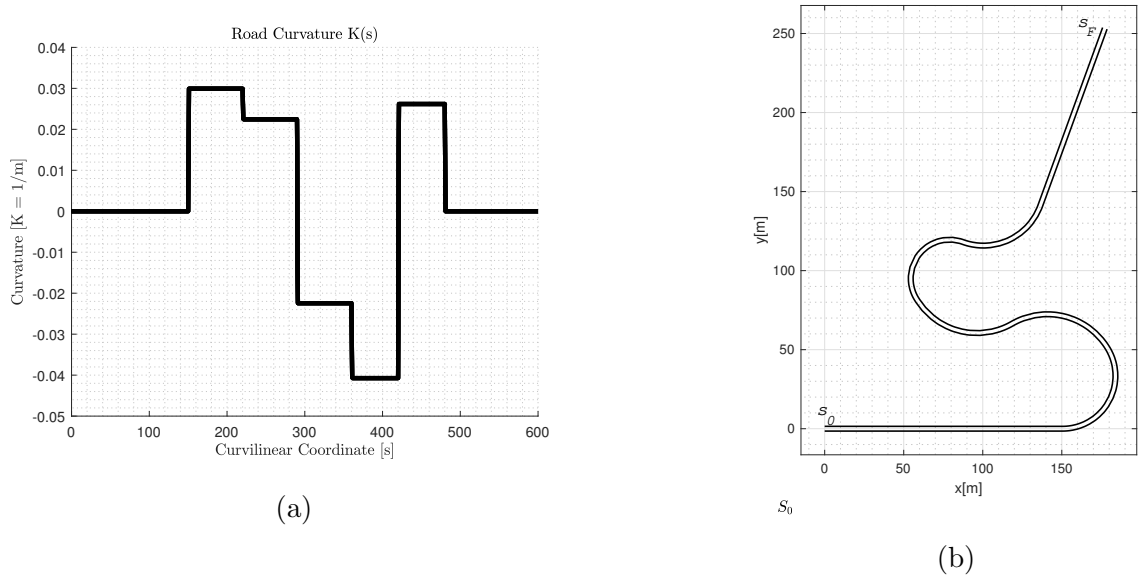 Road Curvature K(s)
Curvature [K = 1/m]
0.04
0.03
0.02
0.01
0
-0.01
-0.02
-0.03
-0.04
-0.05
0 100 200 300 400 500 600
Curvilinear Coordinate [s]
(a)
y[m]
250
200
150
100
50
0
s_F
s_0
0 50 100 150
x[m]
S_0
(b)